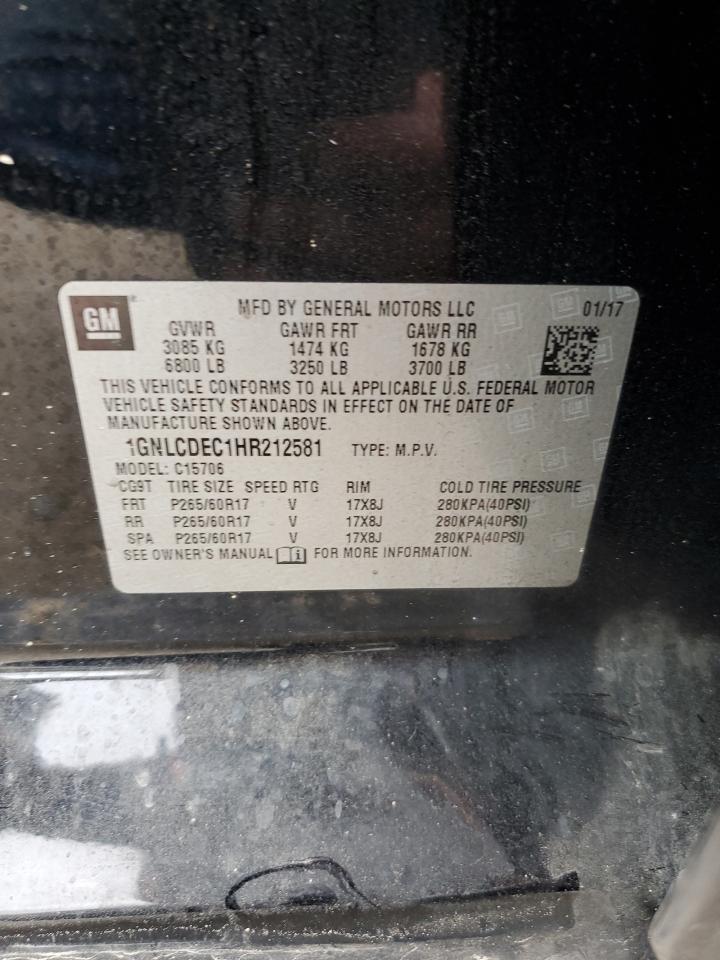 GM
MFD BY GENERAL MOTORS LLC 01/17
GVWR GAWR FRT GAWR RR
3085 KG 1474 KG 1678 KG
6800 LB 3250 LB 3700 LB
THIS VEHICLE CONFORMS TO ALL APPLICABLE U.S. FEDERAL MOTOR
VEHICLE SAFETY STANDARDS IN EFFECT ON THE DATE OF
MANUFACTURE SHOWN ABOVE.
1GNLCDEC1HR212581 TYPE: M.P.V.
MODEL: C15706
CG9T TIRE SIZE SPEED RTG RIM COLD TIRE PRESSURE
FRT P265/60R17 V 17X8J 280KPA(40PSI)
RR P265/60R17 V 17X8J 280KPA(40PSI)
SPA P265/60R17 V 17X8J 280KPA(40PSI)
SEE OWNER'S MANUAL FOR MORE INFORMATION.